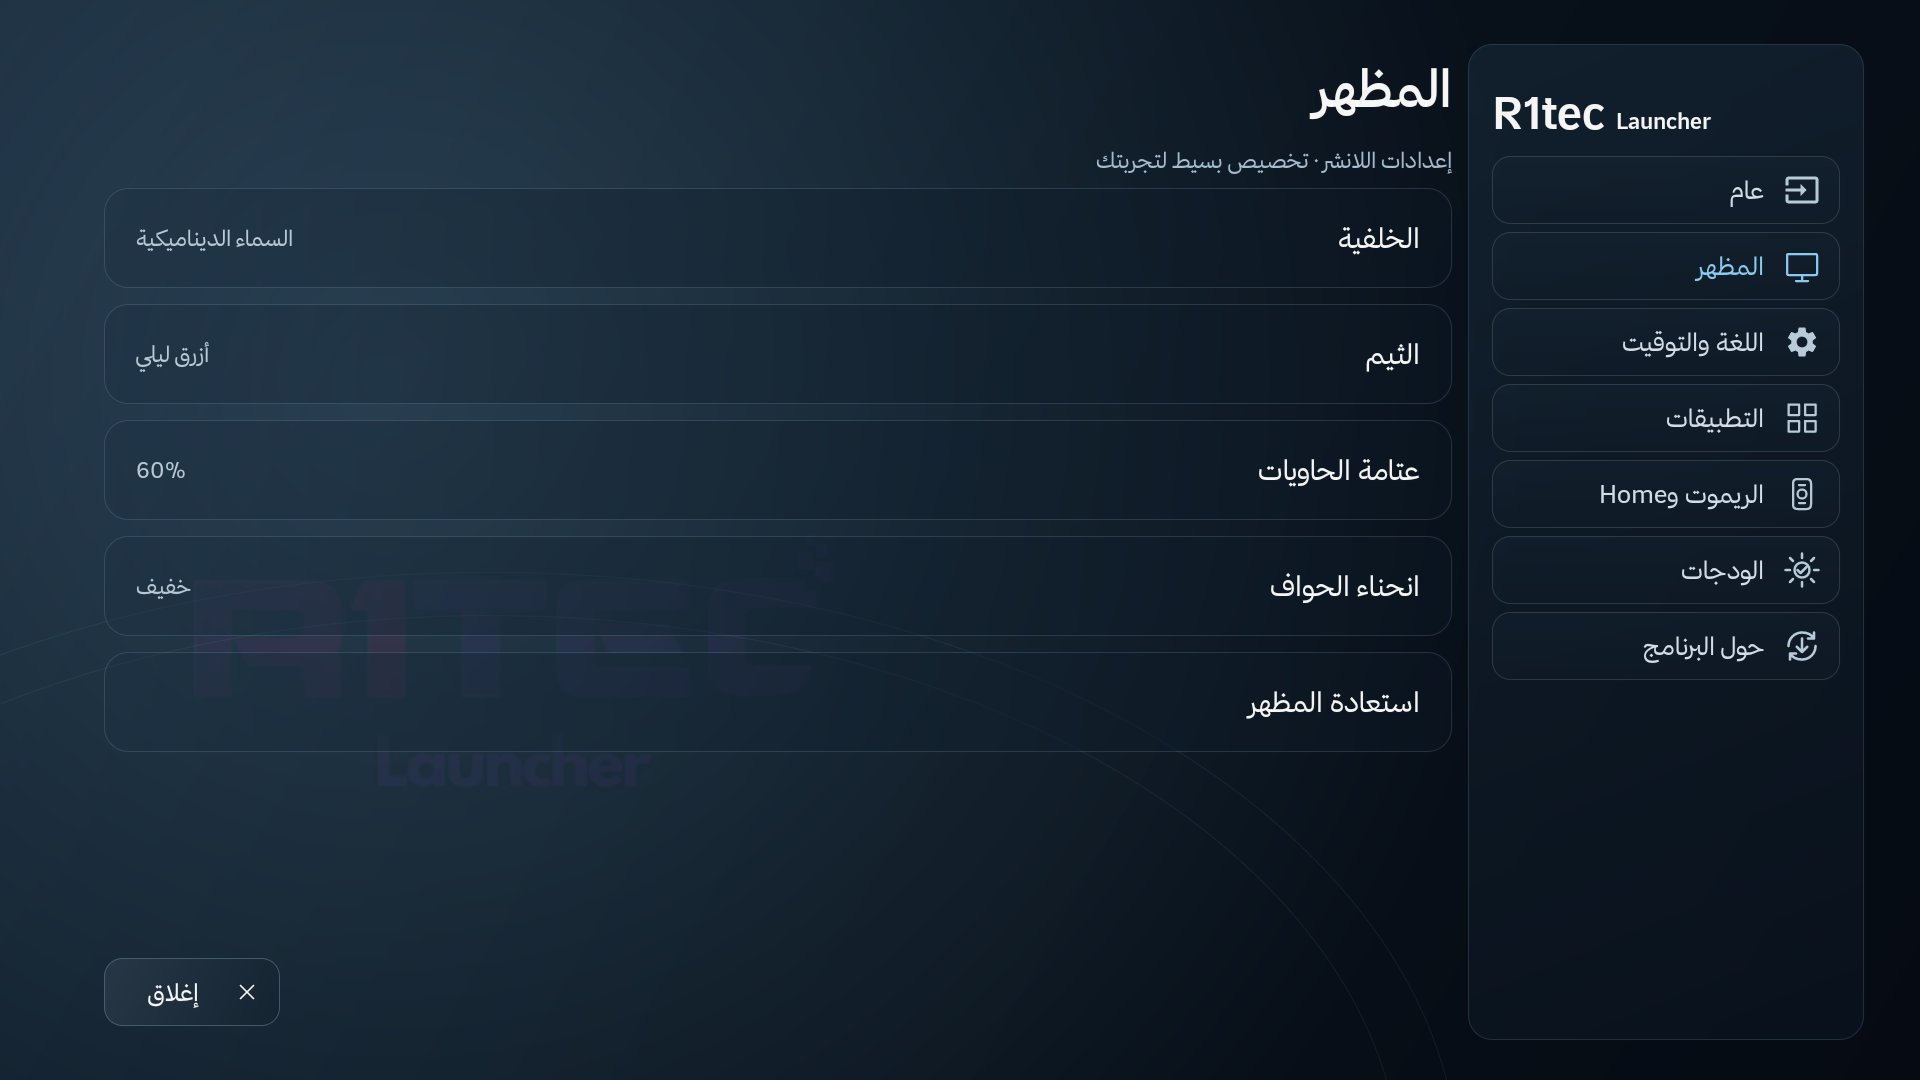 R1tec Launcher
عام
المظهر
اللغة والتوقيت
التطبيقات
الريموت وHome
الودجات
حول البرنامج
المظهر
إعدادات اللانشر · تخصيص بسيط لتجربتك
الخلفية
السماء الديناميكية
الثيم
أزرق ليلي
عتامة الحاويات
60%
انحناء الحواف
خفيف
استعادة المظهر
R1TEC
Launcher
إغلاق